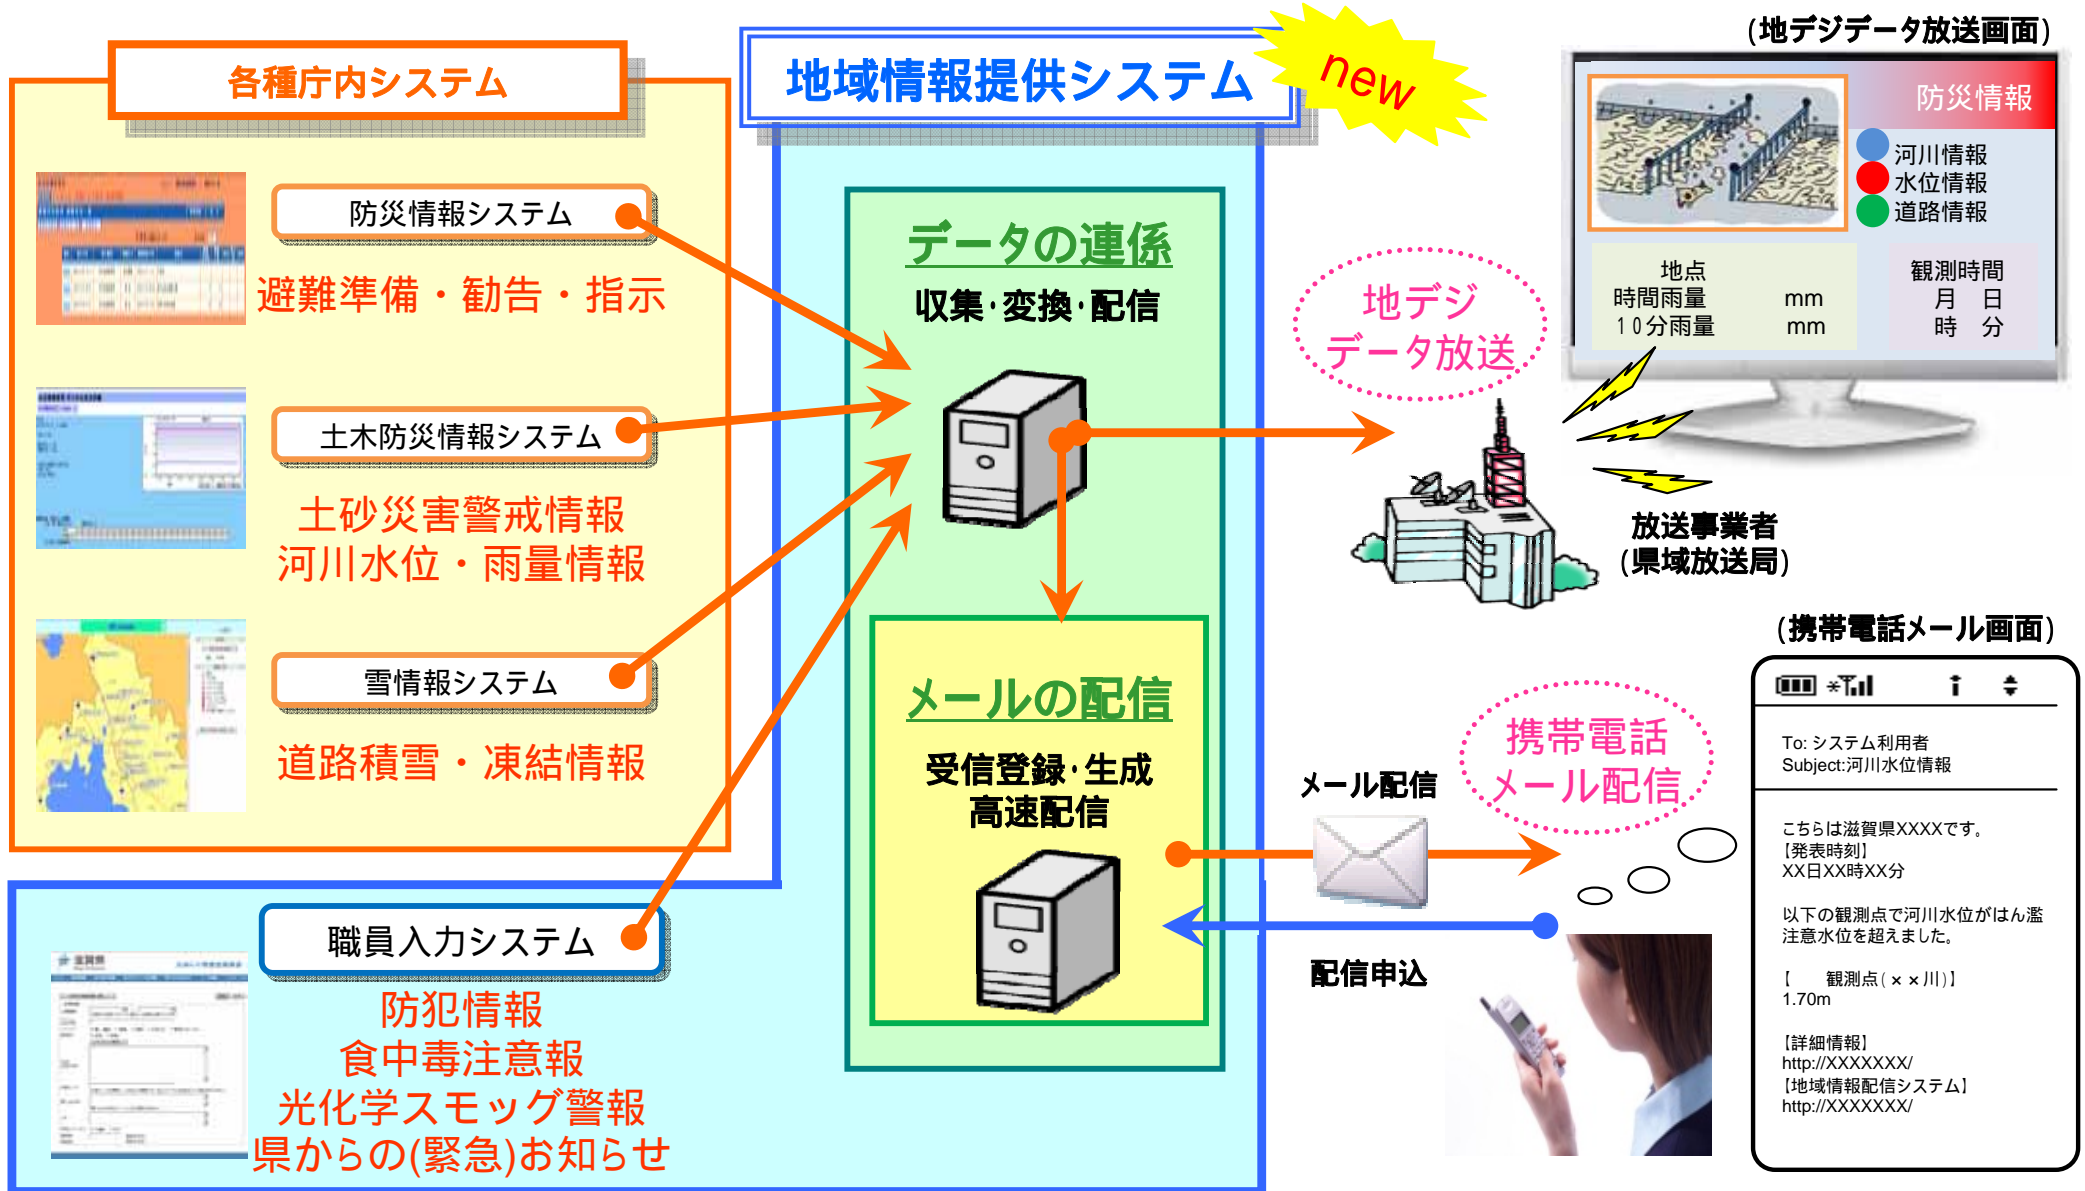 各種庁内システム
防災情報システム
避難準備・勧告・指示
土木防災情報システム
土砂災害警戒情報
河川水位・雨量情報
雪情報システム
道路積雪・凍結情報
職員入力システム
滋賀県
防犯情報
食中毒注意報
光化学スモッグ警報
県からの(緊急)お知らせ
地域情報提供システム
new
データの連係
収集・変換・配信
メールの配信
受信登録・生成
高速配信
地デジ
データ放送
放送事業者
(県域放送局)
メール配信
携帯電話
メール配信
配信申込
(地デジデータ放送画面)
防災情報
河川情報
水位情報
道路情報
地点
時間雨量 mm
10分雨量 mm
観測時間
月 日
時 分
(携帯電話メール画面)
To: システム利用者
Subject:河川水位情報
こちらは滋賀県XXXXです。
【発表時刻】
XX日XX時XX分
以下の観測点で河川水位がはん濫
注意水位を超えました。
【 観測点(××川)】
1.70m
【詳細情報】
http://XXXXXXX/
【地域情報配信システム】
http://XXXXXXX/